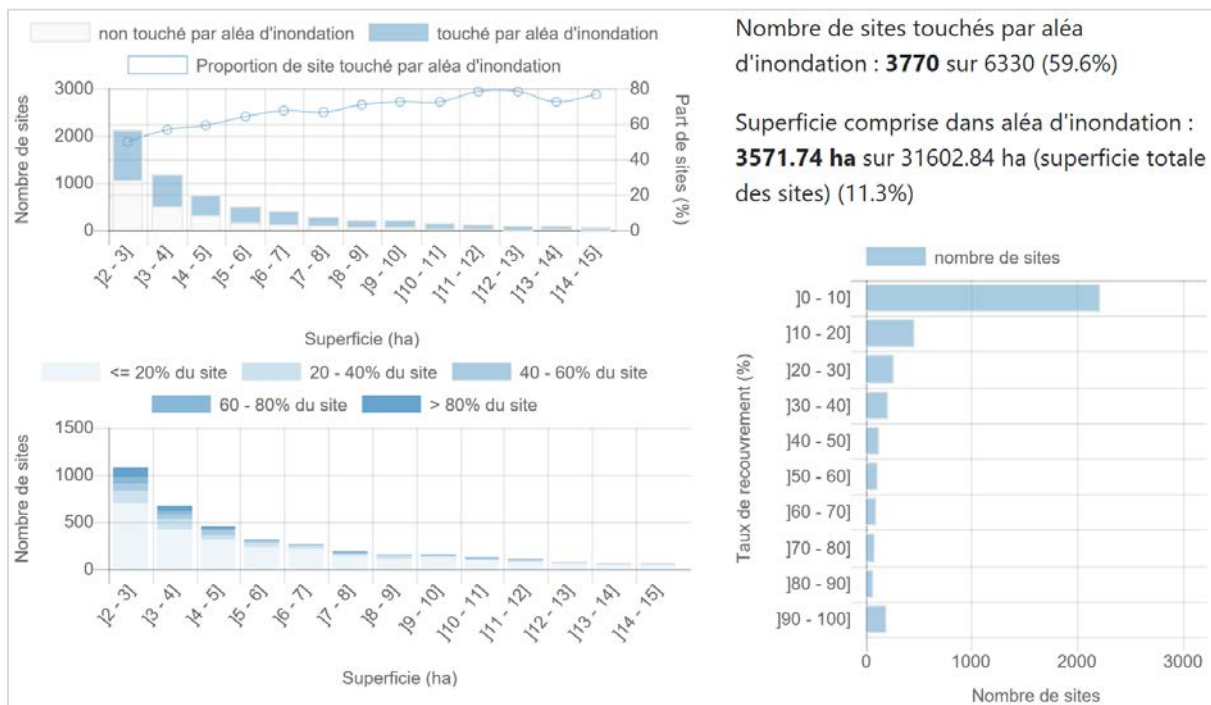 non touché par aléa d'inondation touché par aléa d'inondation
Proportion de site touché par aléa d'inondation
Nombre de sites
3000
2000
1000
0
80
60
40
20
0
Part de sites (%)
]2 - 3] ]3 - 4] ]4 - 5] ]5 - 6] ]6 - 7] ]7 - 8] ]8 - 9] ]9 - 10] ]10 - 11] ]11 - 12] ]12 - 13] ]13 - 14] ]14 - 15]
Superficie (ha)
<= 20% du site 20 - 40% du site 40 - 60% du site
60 - 80% du site > 80% du site
Nombre de sites
1500
1000
500
0
]2 - 3] ]3 - 4] ]4 - 5] ]5 - 6] ]6 - 7] ]7 - 8] ]8 - 9] ]9 - 10] ]10 - 11] ]11 - 12] ]12 - 13] ]13 - 14] ]14 - 15]
Superficie (ha)
Nombre de sites touchés par aléa
d'inondation : 3770 sur 6330 (59.6%)
Superficie comprise dans aléa d'inondation :
3571.74 ha sur 31602.84 ha (superficie totale
des sites) (11.3%)
nombre de sites
Taux de recouvrement (%)
]0 - 10]
]10 - 20]
]20 - 30]
]30 - 40]
]40 - 50]
]50 - 60]
]60 - 70]
]70 - 80]
]80 - 90]
]90 - 100]
0 1000 2000 3000
Nombre de sites